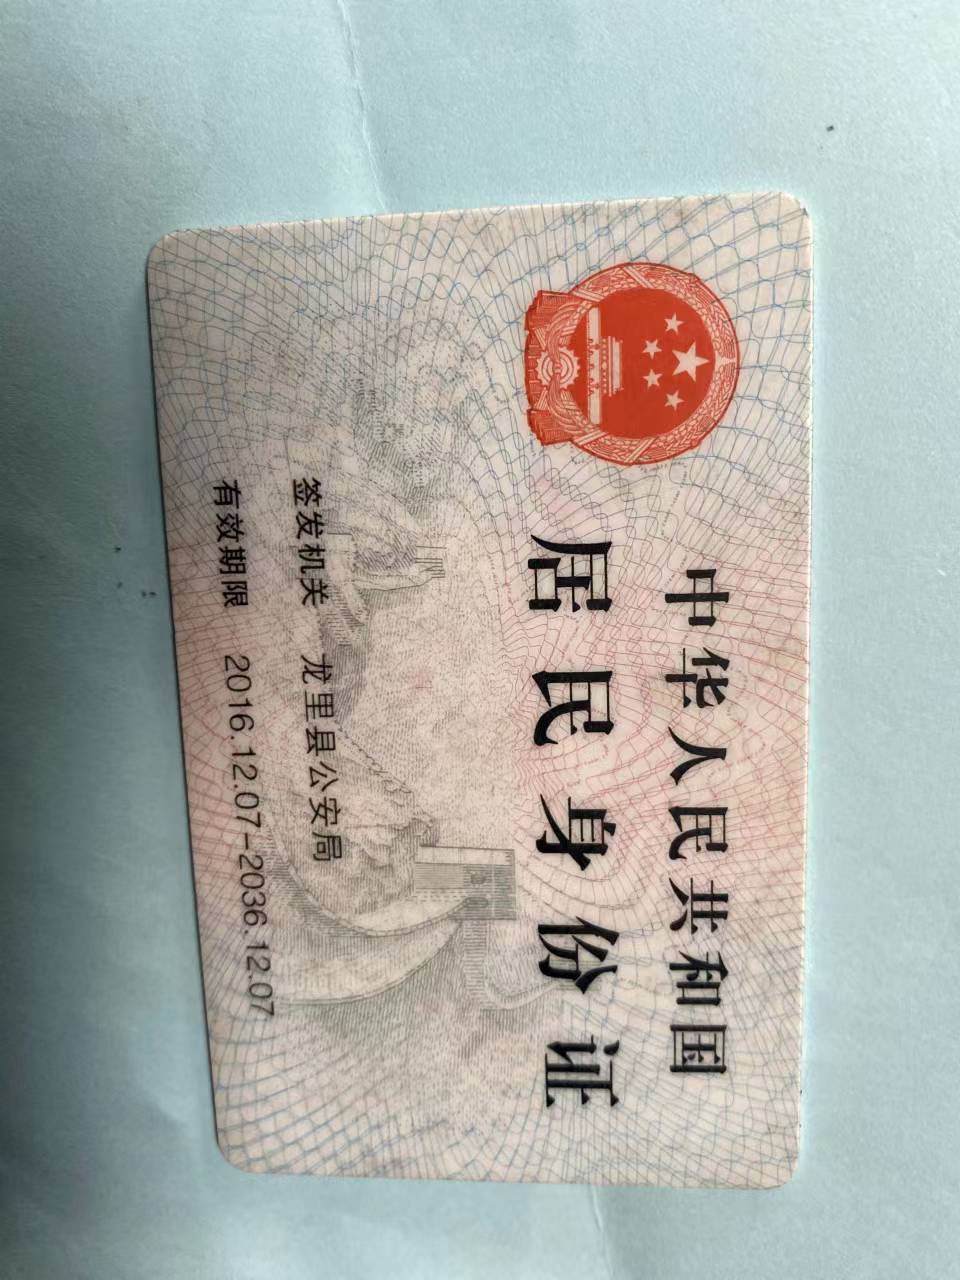 中华人民共和国
居民身份证
签发机关 龙里县公安局
有效期限 2016.12.07-2036.12.07